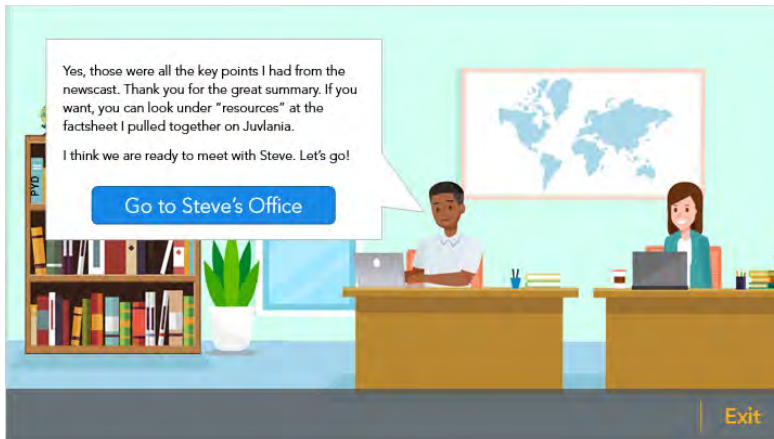 Yes, those were all the key points I had from the
newscast. Thank you for the great summary. If you
want, you can look under “resources” at the
factsheet I pulled together on Juvlania.
I think we are ready to meet with Steve. Let’s go!
PYD
Go to Steve’s Office
Exit